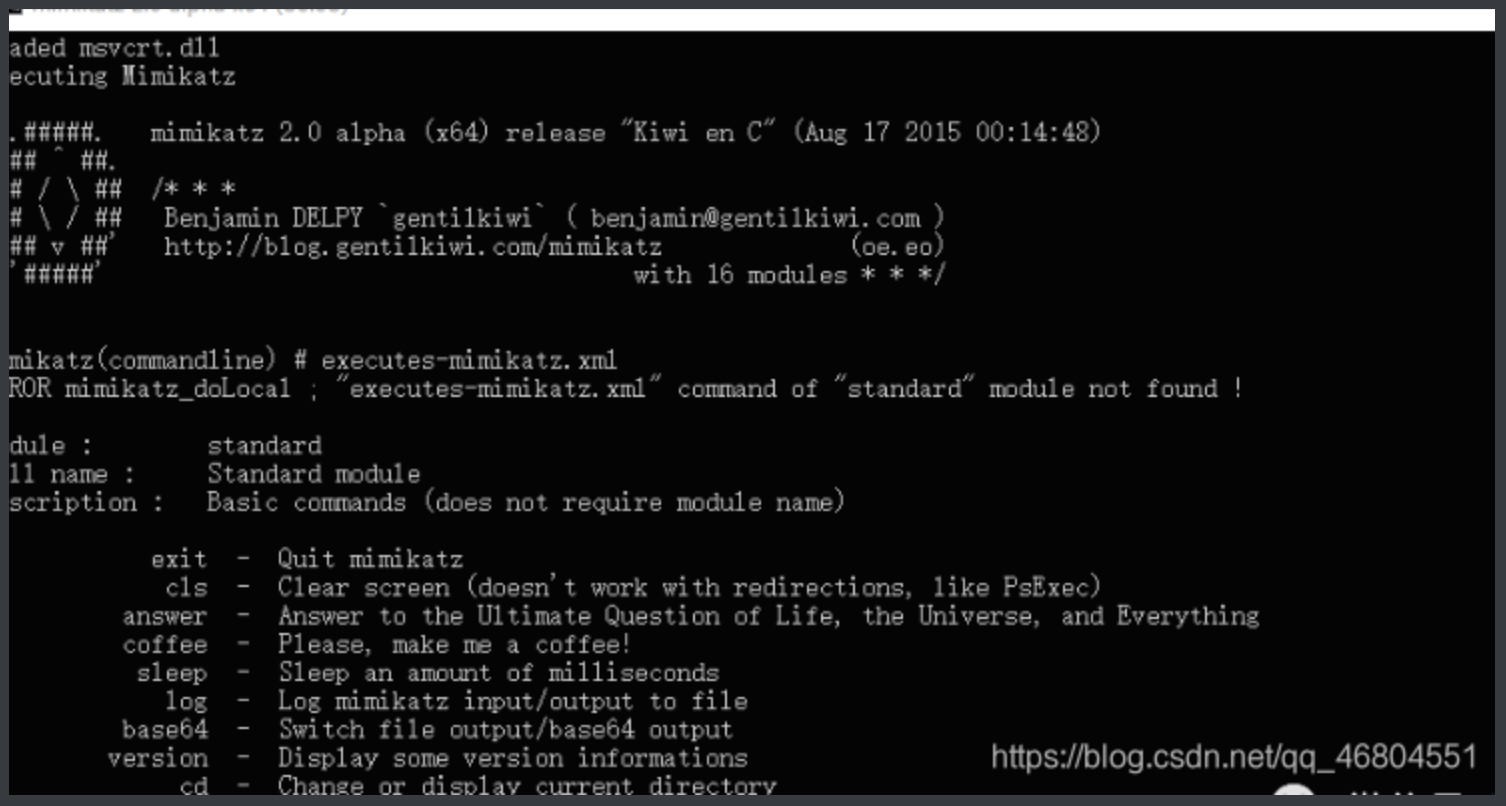 aded msvcrt.dll
ecuting Mimikatz
.#####.   mimikatz 2.0 alpha (x64) release "Kiwi en C" (Aug 17 2015 00:14:48)
## ^ ##.
# / \ ##  /* * *
# \ / ##   Benjamin DELPY `gentilkiwi` ( benjamin@gentilkiwi.com )
## v ##'   http://blog.gentilkiwi.com/mimikatz             (oe.eo)
'#####'                                     with 16 modules * * */
mikatz(commandline) # executes-mimikatz.xml
ROR mimikatz_doLocal ; "executes-mimikatz.xml" command of "standard" module not found !
dule :        standard
ll name :     Standard module
scription :   Basic commands (does not require module name)
exit  -  Quit mimikatz
cls  -  Clear screen (doesn't work with redirections, like PsExec)
answer  -  Answer to the Ultimate Question of Life, the Universe, and Everything
coffee  -  Please, make me a coffee!
sleep  -  Sleep an amount of milliseconds
log  -  Log mimikatz input/output to file
base64  -  Switch file output/base64 output
version  -  Display some version informations
cd  -  Change or display current directory
https://blog.csdn.net/qq_46804551